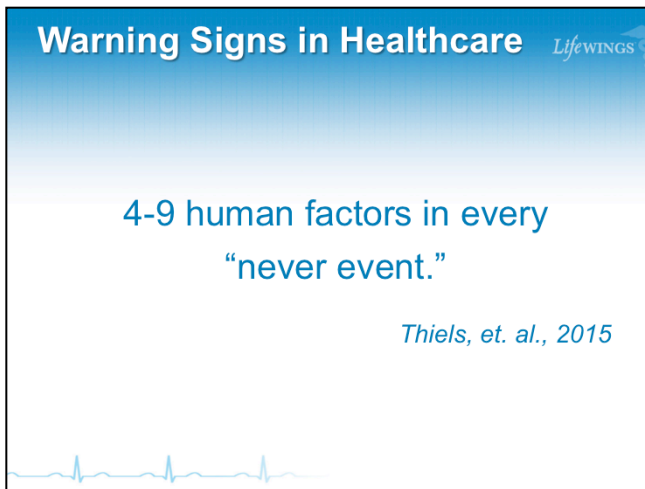 Warning Signs in Healthcare
LifeWINGS
4-9 human factors in every
“never event.”
Thiels, et. al., 2015